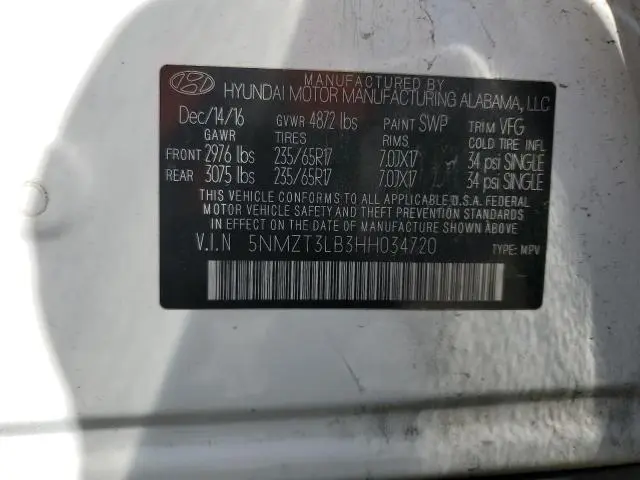 MANUFACTURED BY
HYUNDAI MOTOR MANUFACTURING ALABAMA, LLC
Dec/14/16 GVWR 4872 lbs PAINT SWP TRIM VFG
GAWR TIRES RIMS COLD TIRE INFL
FRONT 2976 lbs 235/65R17 7.0JX17 34 psi SINGLE
REAR 3075 lbs 235/65R17 7.0JX17 34 psi SINGLE
THIS VEHICLE CONFORMS TO ALL APPLICABLE U.S.A. FEDERAL
MOTOR VEHICLE SAFETY AND THEFT PREVENTION STANDARDS
IN EFFECT ON THE DATE OF MANUFACTURE SHOWN ABOVE.
V.I.N 5NMZT3LB3HH034720 TYPE: MPV